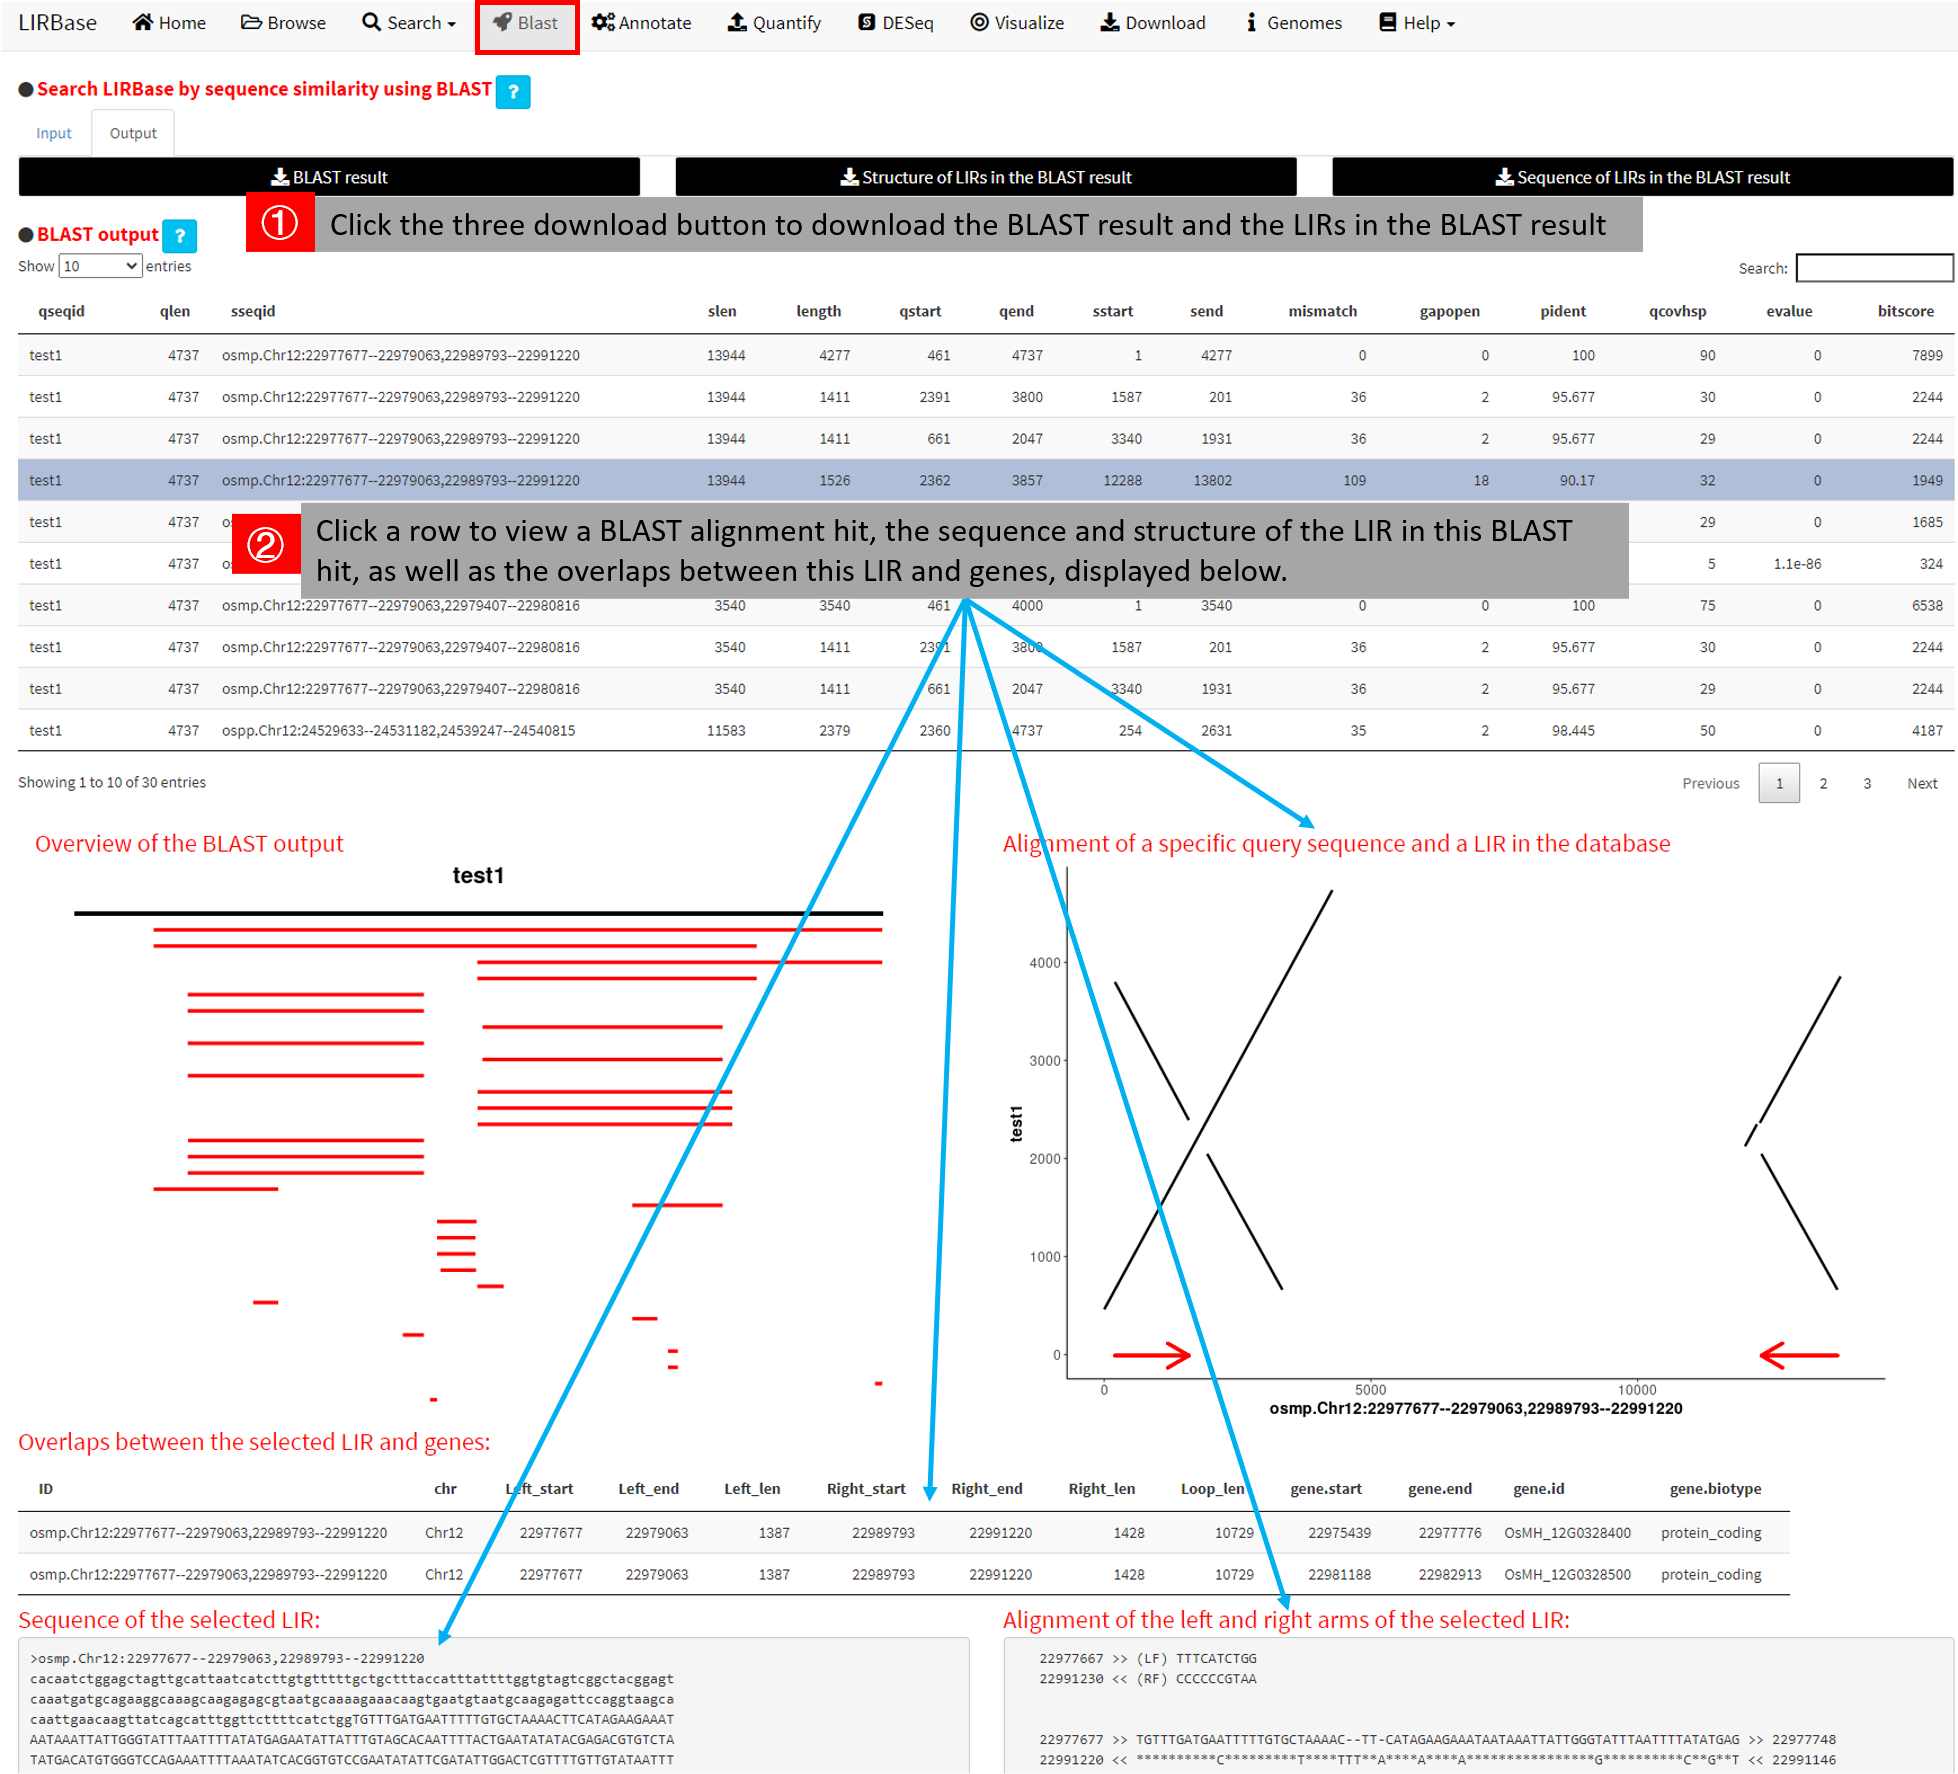 LIRBase Home Browse Search Blast Annotate Quantify DESeq Visualize Download Genomes Help
Search LIRBase by sequence similarity using BLAST ?
Input Output
BLAST result Structure of LIRs in the BLAST result Sequence of LIRs in the BLAST result
① Click the three download button to download the BLAST result and the LIRs in the BLAST result
BLAST output ?
Show 10 entries Search:
qseqid qlen sseqid slen length qstart qend sstart send mismatch gapopen pident qcovhsp evalue bitscore
test1 4737 osmp.Chr12:22977677--22979063,22989793--22991220 13944 4277 461 4737 1 4277 0 0 100 90 0 7899
test1 4737 osmp.Chr12:22977677--22979063,22989793--22991220 13944 1411 2391 3800 1587 201 36 2 95.677 30 0 2244
test1 4737 osmp.Chr12:22977677--22979063,22989793--22991220 13944 1411 661 2047 3340 1931 36 2 95.677 29 0 2244
test1 4737 osmp.Chr12:22977677--22979063,22989793--22991220 13944 1526 2362 3857 12288 13802 109 18 90.17 32 0 1949
test1 4737 29 0 1685
② Click a row to view a BLAST alignment hit, the sequence and structure of the LIR in this BLAST
hit, as well as the overlaps between this LIR and genes, displayed below.
test1 4737 5 1.1e-86 324
test1 4737 osmp.Chr12:22977677--22979063,22979407--22980816 3540 3540 461 4000 1 3540 0 0 100 75 0 6538
test1 4737 osmp.Chr12:22977677--22979063,22979407--22980816 3540 1411 2391 3800 1587 201 36 2 95.677 30 0 2244
test1 4737 osmp.Chr12:22977677--22979063,22979407--22980816 3540 1411 661 2047 3340 1931 36 2 95.677 29 0 2244
test1 4737 ospp.Chr12:24529633--24531182,24539247--24540815 11583 2379 2360 4737 254 2631 35 2 98.445 50 0 4187
Showing 1 to 10 of 30 entries Previous 1 2 3 Next
Overview of the BLAST output
test1
Alignment of a specific query sequence and a LIR in the database
4000
3000
2000
1000
0
test1
0 5000 10000
osmp.Chr12:22977677--22979063,22989793--22991220
Overlaps between the selected LIR and genes:
ID chr Left_start Left_end Left_len Right_start Right_end Right_len Loop_len gene.start gene.end gene.id gene.biotype
osmp.Chr12:22977677--22979063,22989793--22991220 Chr12 22977677 22979063 1387 22989793 22991220 1428 10729 22975439 22977776 OsMH_12G0328400 protein_coding
osmp.Chr12:22977677--22979063,22989793--22991220 Chr12 22977677 22979063 1387 22989793 22991220 1428 10729 22981188 22982913 OsMH_12G0328500 protein_coding
Sequence of the selected LIR:
>osmp.Chr12:22977677--22979063,22989793--22991220
cacaatctggagctagttgcattaatcatcttgtgtttttgctgctttaccatttattttggtgtagtcggctacggagt
caaatgatgcagaaggcaaagcaagagagcgtaatgcaaaagaaacaagtgaatgtaatgcaagagattccaggtaagca
caattgaacaagttatcagcatttggttcttttcatctggTGTTTGATGAATTTTTGTGCTAAAACTTCATAGAAGAAAT
AATAAATTATTGGGTATTTAATTTTATATGAGAATATTATTTGTAGCACAATTTTACTGAATATATACGAGACGTGTCTA
TATGACATGTGGGTCCAGAAATTTTAAATATCACGGTGTCCGAATATATTCGATATTGGACTCGTTTTGTTGTATAATTT
Alignment of the left and right arms of the selected LIR:
22977667 >> (LF) TTTCATCTGG
22991230 << (RF) CCCCCCGTAA
22977677 >> TGTTTGATGAATTTTTGTGCTAAAAC--TT-CATAGAAGAAATAATAAATTATTGGGTATTTAATTTTATATGAG >> 22977748
22991220 << **********C*********T****TTT**A****A****A****************G**********C**G**T << 22991146